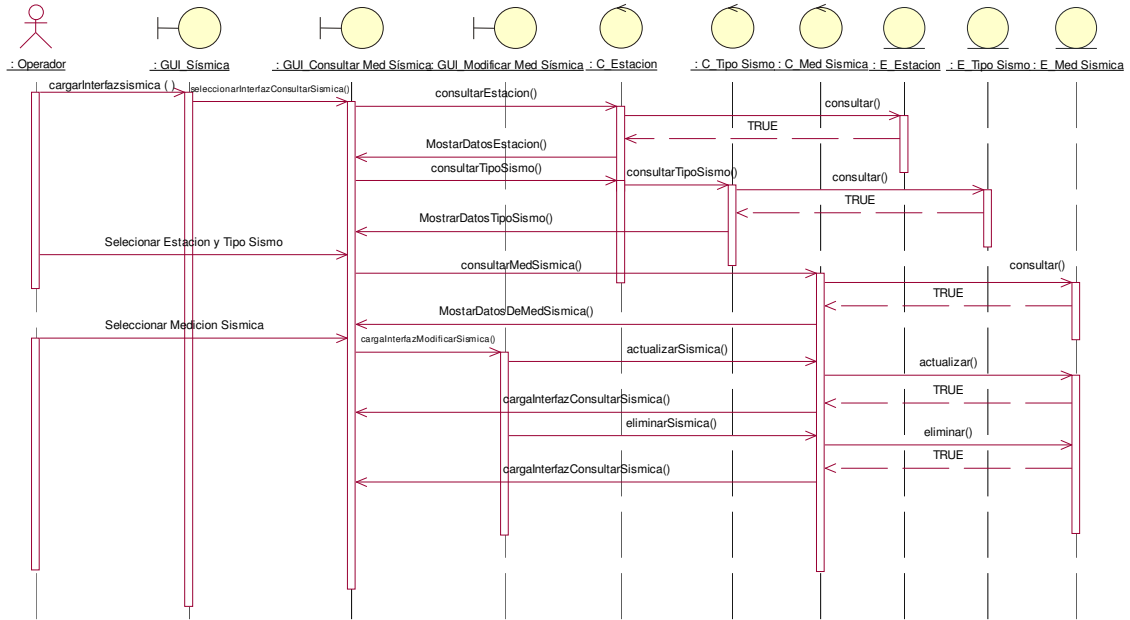 : Operador
: GUI_Sísmica
: GUI_Consultar Med Sísmica
: GUI_Modificar Med Sísmica
: C_Estacion
: C_Tipo Sismo
: C_Med Sismica
: E_Estacion
: E_Tipo Sismo
: E_Med Sismica
cargarInterfazsismica ( )
seleccionarInterfazConsultarSismica()
consultarEstacion()
consultar()
TRUE
MostarDatosEstacion()
consultarTipoSismo()
consultarTipoSismo()
consultar()
TRUE
MostrarDatosTipoSismo()
Selecionar Estacion y Tipo Sismo
consultarMedSismica()
consultar()
TRUE
MostarDatosDeMedSismica()
Seleccionar Medicion Sismica
cargaInterfazModificarSismica()
actualizarSismica()
actualizar()
TRUE
cargaInterfazConsultarSismica()
eliminarSismica()
eliminar()
TRUE
cargaInterfazConsultarSismica()